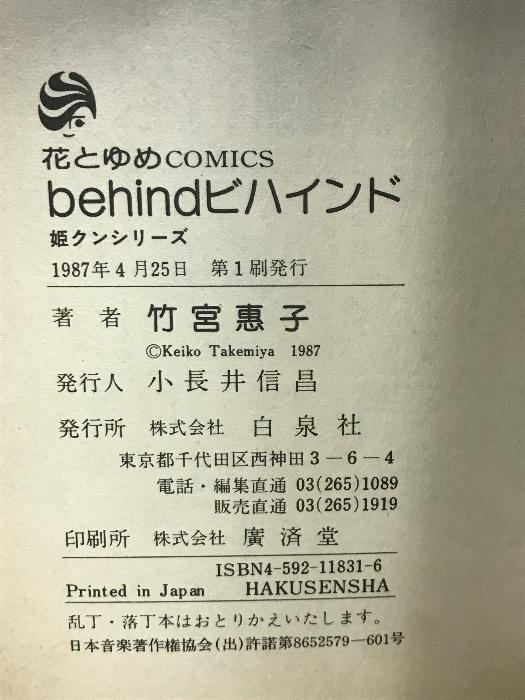 花とゆめCOMICS
behindビハインド
姫クンシリーズ
1987年4月25日 第1刷発行
著者 竹宮惠子
©Keiko Takemiya 1987
発行人 小長井信昌
発行所 株式会社 白泉社
東京都千代田区西神田3－6－4
電話・編集直通 03(265)1089
販売直通 03(265)1919
印刷所 株式会社 廣済堂
ISBN4-592-11831-6
Printed in Japan HAKUSENSHA
乱丁・落丁本はおとりかえいたします。
日本音楽著作権協会(出)許諾第8652579―601号